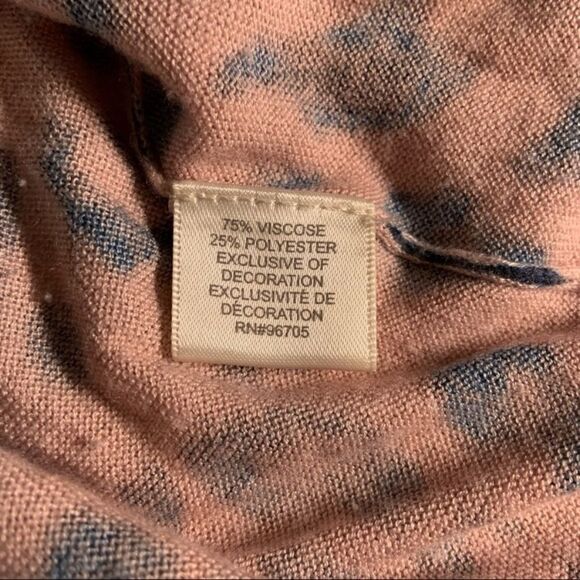 75% VISCOSE
25% POLYESTER
EXCLUSIVE OF
DECORATION
EXCLUSIVITÉ DE
DÉCORATION
RN#96705